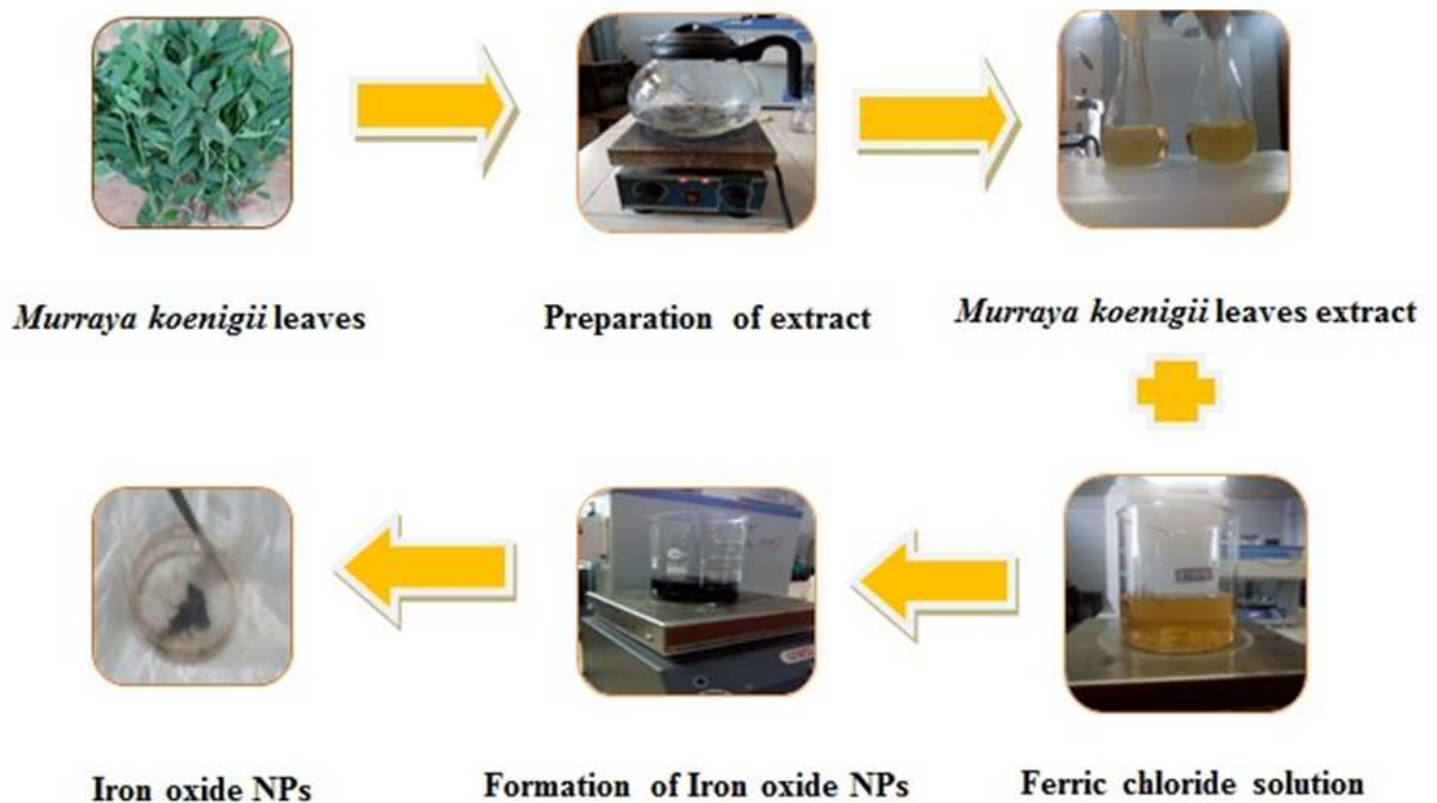 Murraya koenigii leaves
Preparation of extract
Murraya koenigii leaves extract
Iron oxide NPs
Formation of Iron oxide NPs
Ferric chloride solution